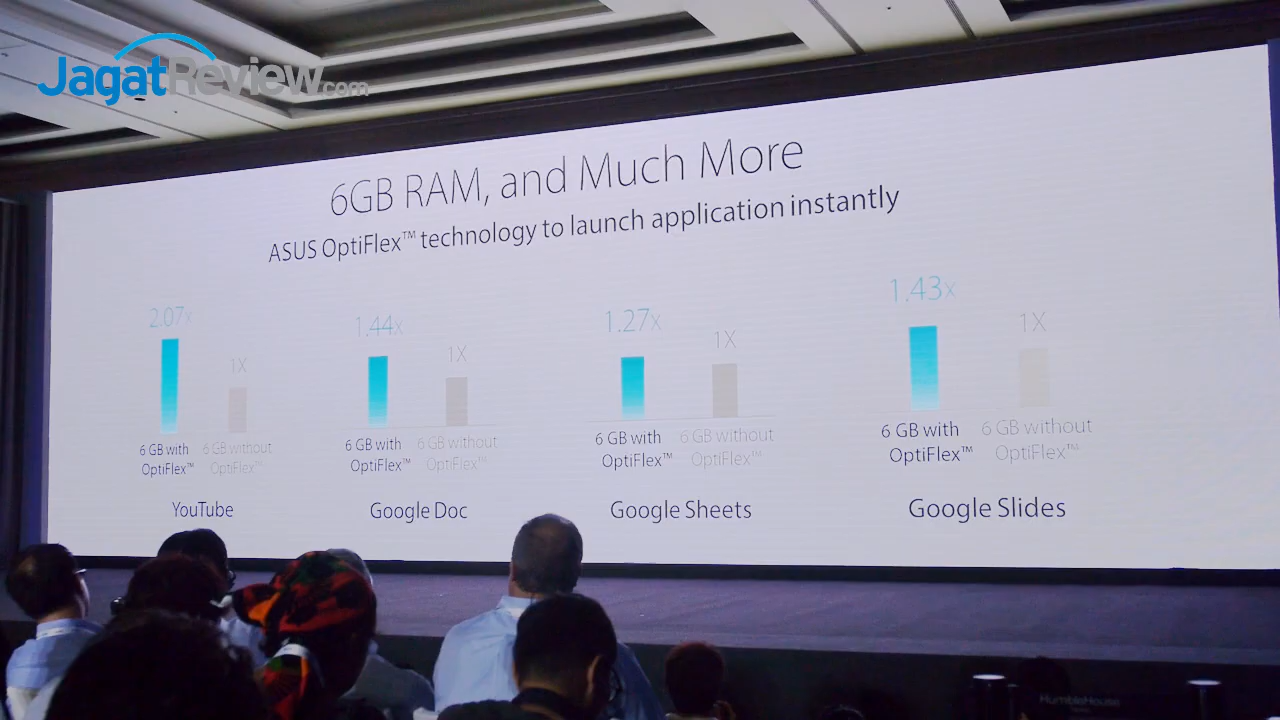 JagatReview.com
6GB RAM, and Much More
ASUS OptiFlex™ technology to launch application instantly
2.07x
1X
6 GB with
OptiFlex™
6 GB without
OptiFlex™
YouTube
1.44x
1X
6 GB with
OptiFlex™
6 GB without
OptiFlex™
Google Doc
1.27x
1X
6 GB with
OptiFlex™
6 GB without
OptiFlex™
Google Sheets
1.43x
1X
6 GB with
OptiFlex™
6 GB without
OptiFlex™
Google Slides
HumbleHouse